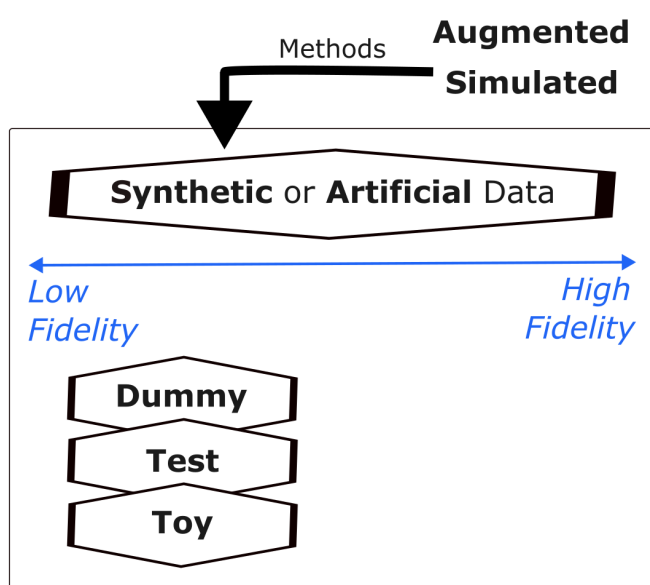 Methods
Augmented
Simulated
Synthetic or Artificial Data
Low
Fidelity
High
Fidelity
Dummy
Test
Toy